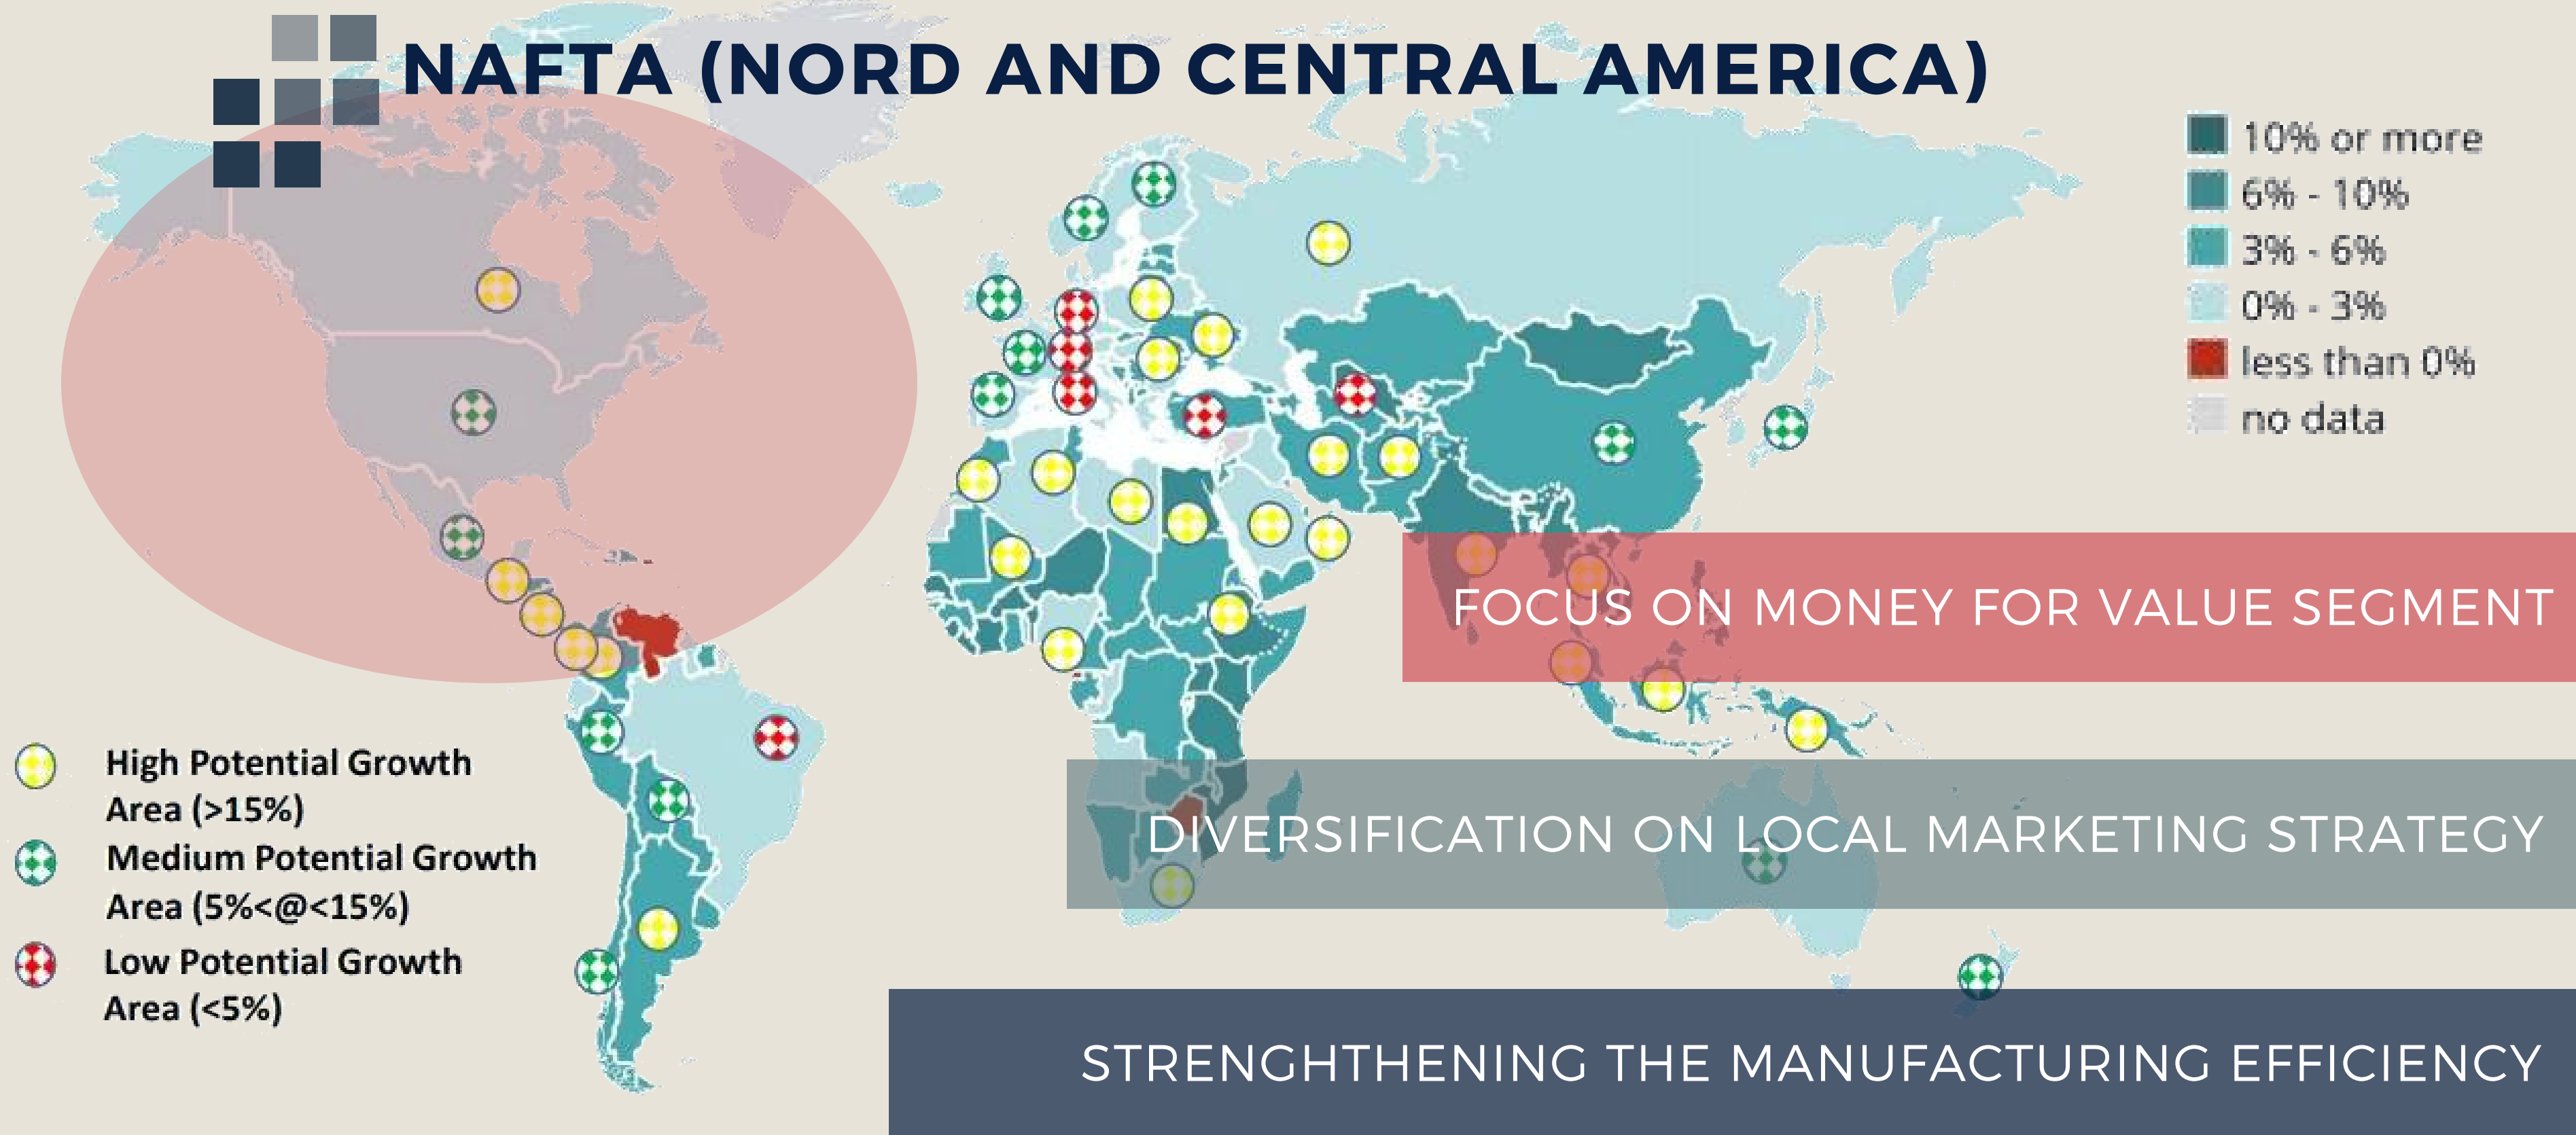 NAFTA (NORD AND CENTRAL AMERICA)
10% or more
6% - 10%
3% - 6%
0% - 3%
less than 0%
no data
FOCUS ON MONEY FOR VALUE SEGMENT
High Potential Growth
Area (>15%)
Medium Potential Growth
Area (5%<@<15%)
Low Potential Growth
Area (<5%)
DIVERSIFICATION ON LOCAL MARKETING STRATEGY
STRENGHTHENING THE MANUFACTURING EFFICIENCY